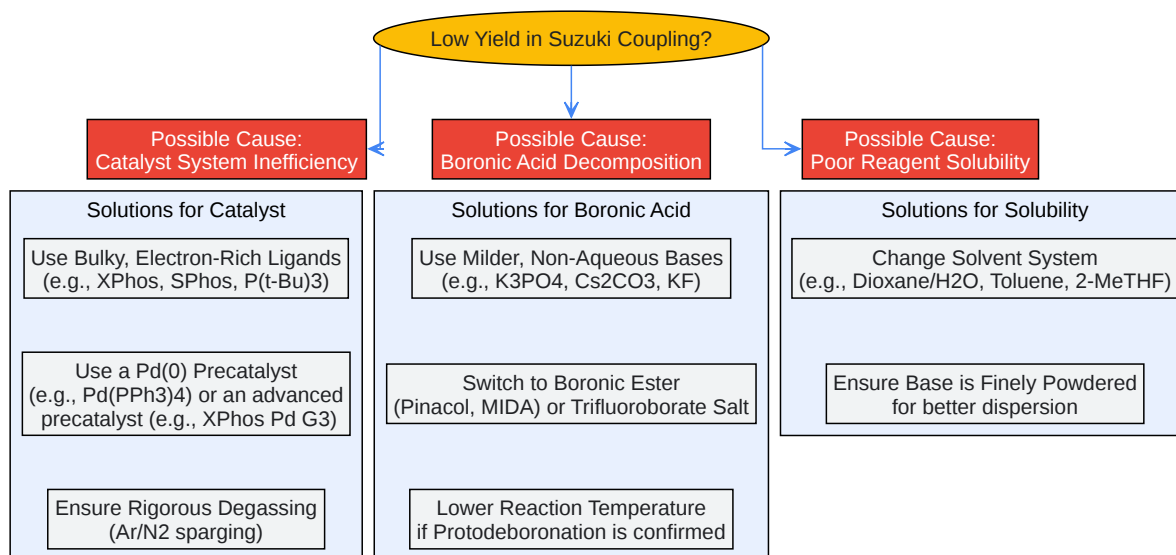 Low Yield in Suzuki Coupling?
Possible Cause:
Catalyst System Inefficiency
Possible Cause:
Boronic Acid Decomposition
Possible Cause:
Poor Reagent Solubility
Solutions for Catalyst
Use Bulky, Electron-Rich Ligands
(e.g., XPhos, SPhos, P(t-Bu)3)
Use a Pd(0) Precatalyst
(e.g., Pd(PPh3)4) or an advanced
precatalyst (e.g., XPhos Pd G3)
Ensure Rigorous Degassing
(Ar/N2 sparging)
Solutions for Boronic Acid
Use Milder, Non-Aqueous Bases
(e.g., K3PO4, Cs2CO3, KF)
Switch to Boronic Ester
(Pinacol, MIDA) or Trifluoroborate Salt
Lower Reaction Temperature
if Protodeboronation is confirmed
Solutions for Solubility
Change Solvent System
(e.g., Dioxane/H2O, Toluene, 2-MeTHF)
Ensure Base is Finely Powdered
for better dispersion